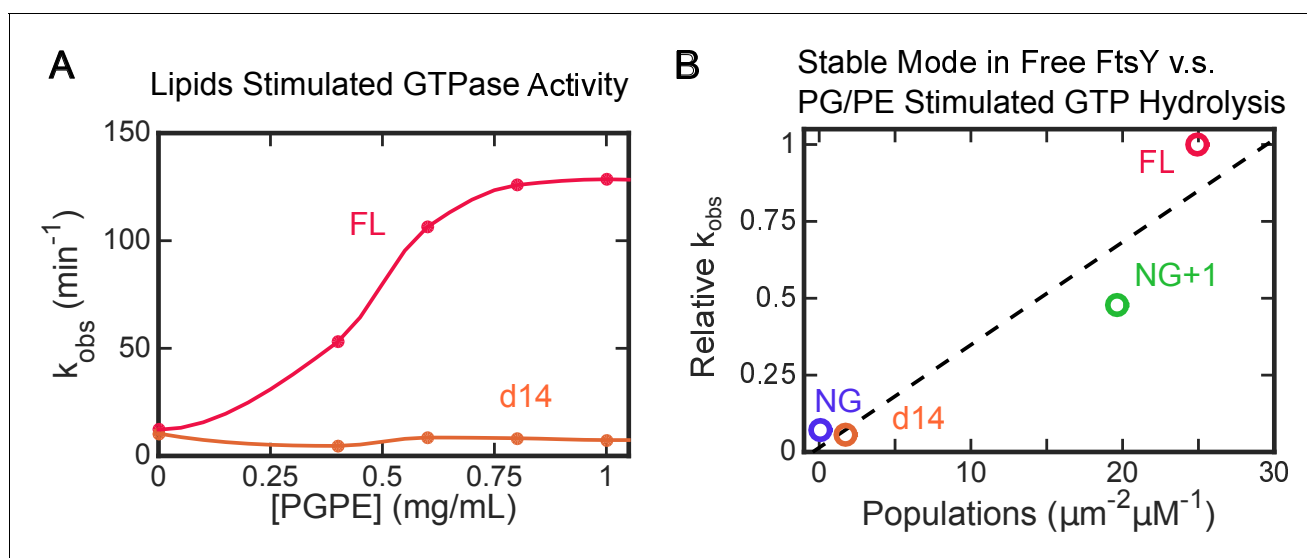 A
Lipids Stimulated GTPase Activity
150
100
50
0
k_obs (min⁻¹)
FL
d14
0
0.25
0.5
0.75
1
[PGPE] (mg/mL)
B
Stable Mode in Free FtsY v.s.
PG/PE Stimulated GTP Hydrolysis
1
0.75
0.5
0.25
0
Relative k_obs
FL
NG+1
NG
d14
0
10
20
30
Populations (µm⁻²µM⁻¹)